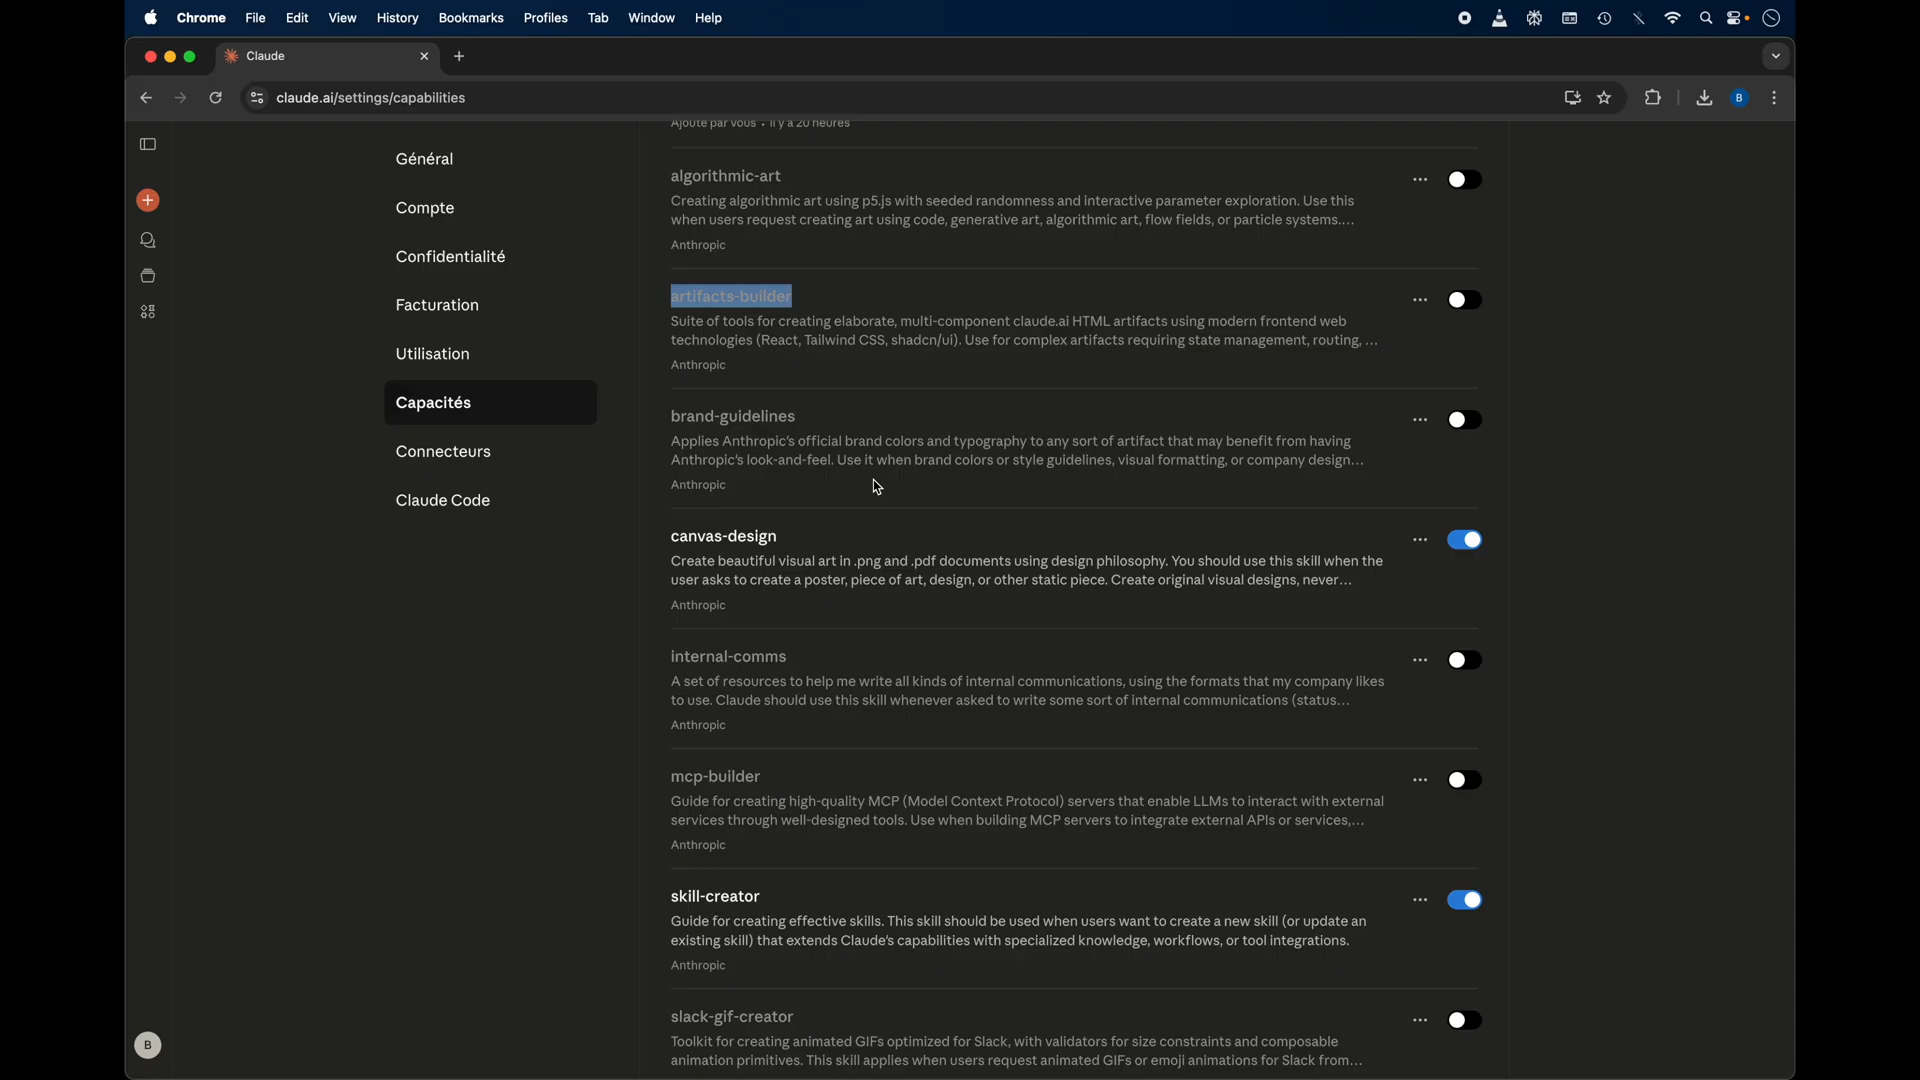 Chrome File Edit View History Bookmarks Profiles Tab Window Help
Claude
claude.ai/settings/capabilities
B
Ajouté par vous • Il y a 20 heures
Général
Compte
Confidentialité
Facturation
Utilisation
Capacités
Connecteurs
Claude Code
algorithmic-art
Creating algorithmic art using p5.js with seeded randomness and interactive parameter exploration. Use this
when users request creating art using code, generative art, algorithmic art, flow fields, or particle systems....
Anthropic
artifacts-builder
Suite of tools for creating elaborate, multi-component claude.ai HTML artifacts using modern frontend web
technologies (React, Tailwind CSS, shadcn/ui). Use for complex artifacts requiring state management, routing, ...
Anthropic
brand-guidelines
Applies Anthropic's official brand colors and typography to any sort of artifact that may benefit from having
Anthropic's look-and-feel. Use it when brand colors or style guidelines, visual formatting, or company design...
Anthropic
canvas-design
Create beautiful visual art in .png and .pdf documents using design philosophy. You should use this skill when the
user asks to create a poster, piece of art, design, or other static piece. Create original visual designs, never...
Anthropic
internal-comms
A set of resources to help me write all kinds of internal communications, using the formats that my company likes
to use. Claude should use this skill whenever asked to write some sort of internal communications (status...
Anthropic
mcp-builder
Guide for creating high-quality MCP (Model Context Protocol) servers that enable LLMs to interact with external
services through well-designed tools. Use when building MCP servers to integrate external APIs or services,...
Anthropic
skill-creator
Guide for creating effective skills. This skill should be used when users want to create a new skill (or update an
existing skill) that extends Claude's capabilities with specialized knowledge, workflows, or tool integrations.
Anthropic
slack-gif-creator
Toolkit for creating animated GIFs optimized for Slack, with validators for size constraints and composable
animation primitives. This skill applies when users request animated GIFs or emoji animations for Slack from...
B